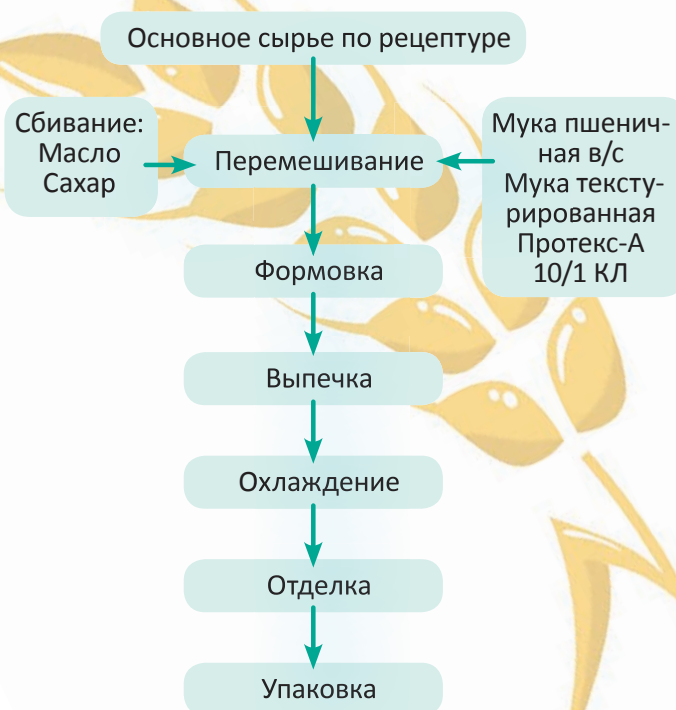 Основное сырье по рецептуре
Сбивание:
Масло
Сахар
Перемешивание
Мука пшенич-
ная в/с
Мука тексту-
рированная
Протекс-А
10/1 КЛ
Формовка
Выпечка
Охлаждение
Отделка
Упаковка